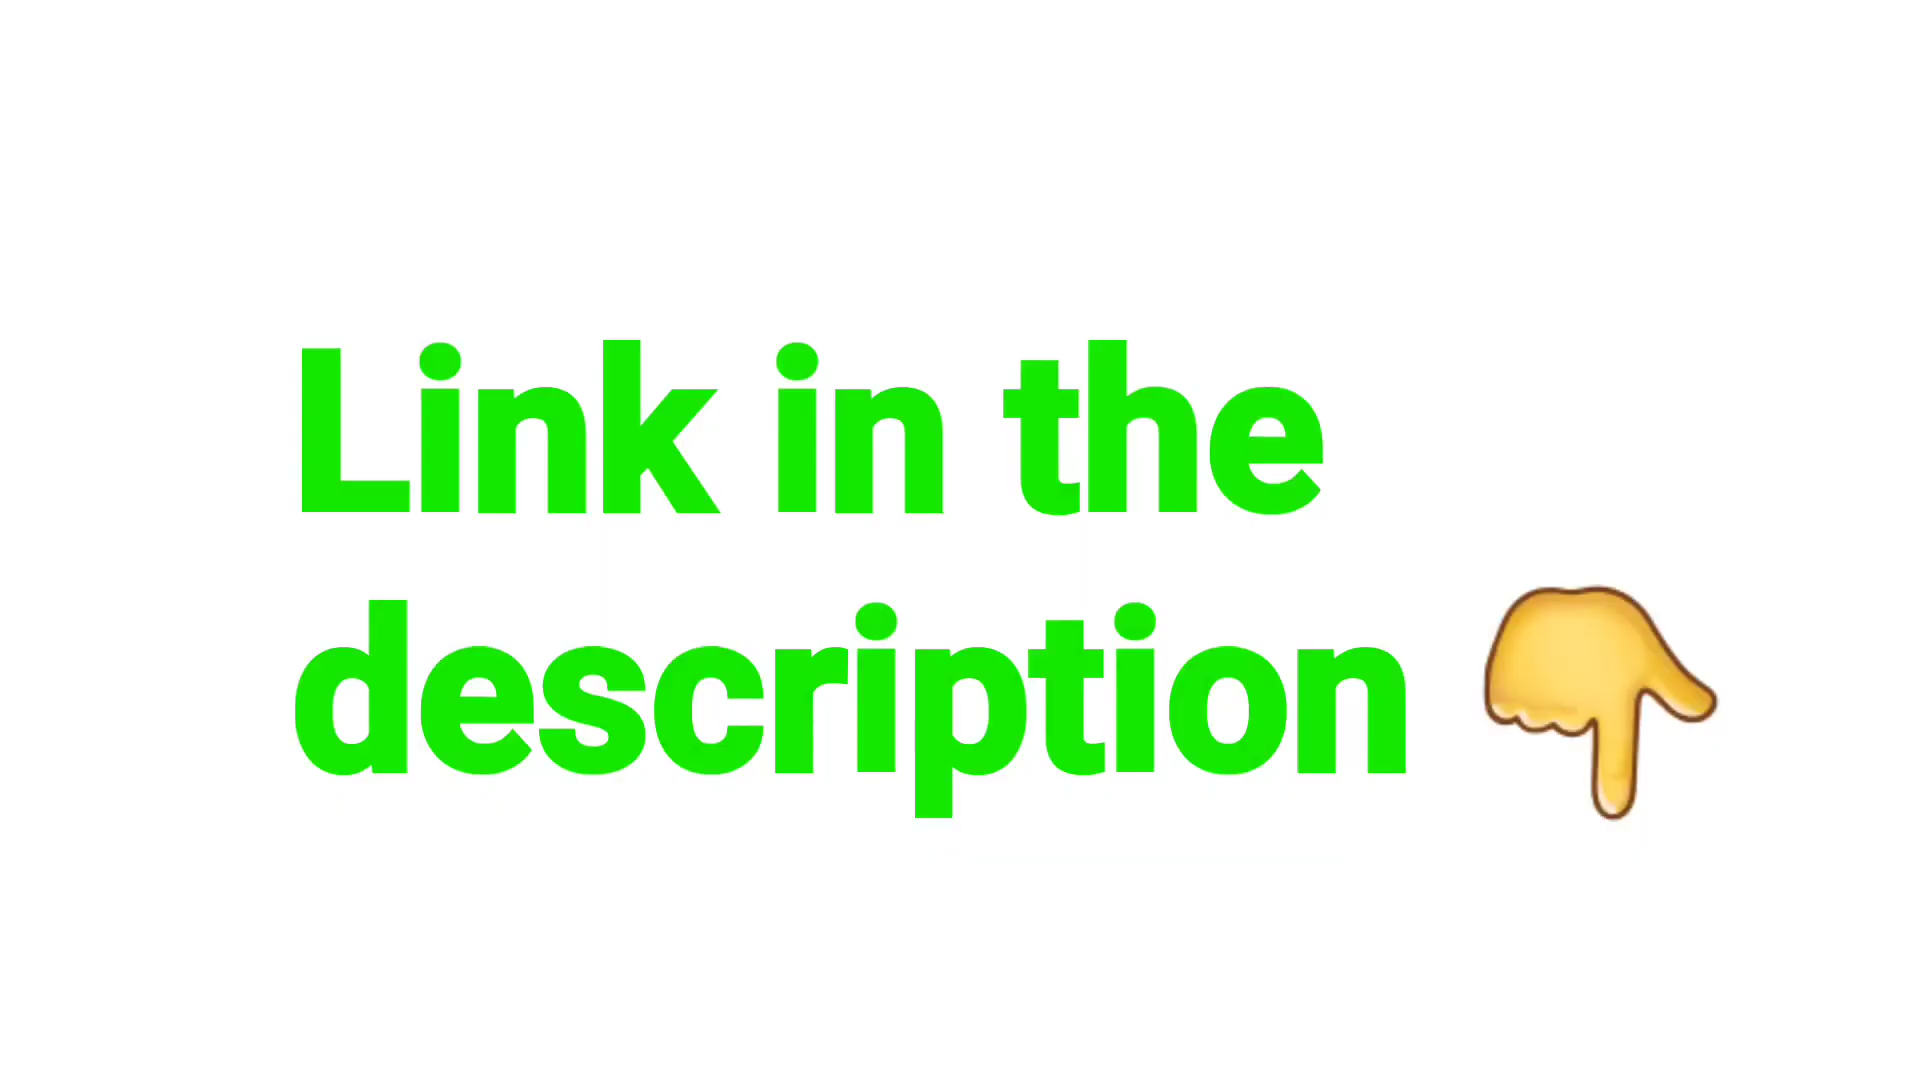 Link in the
description 👇